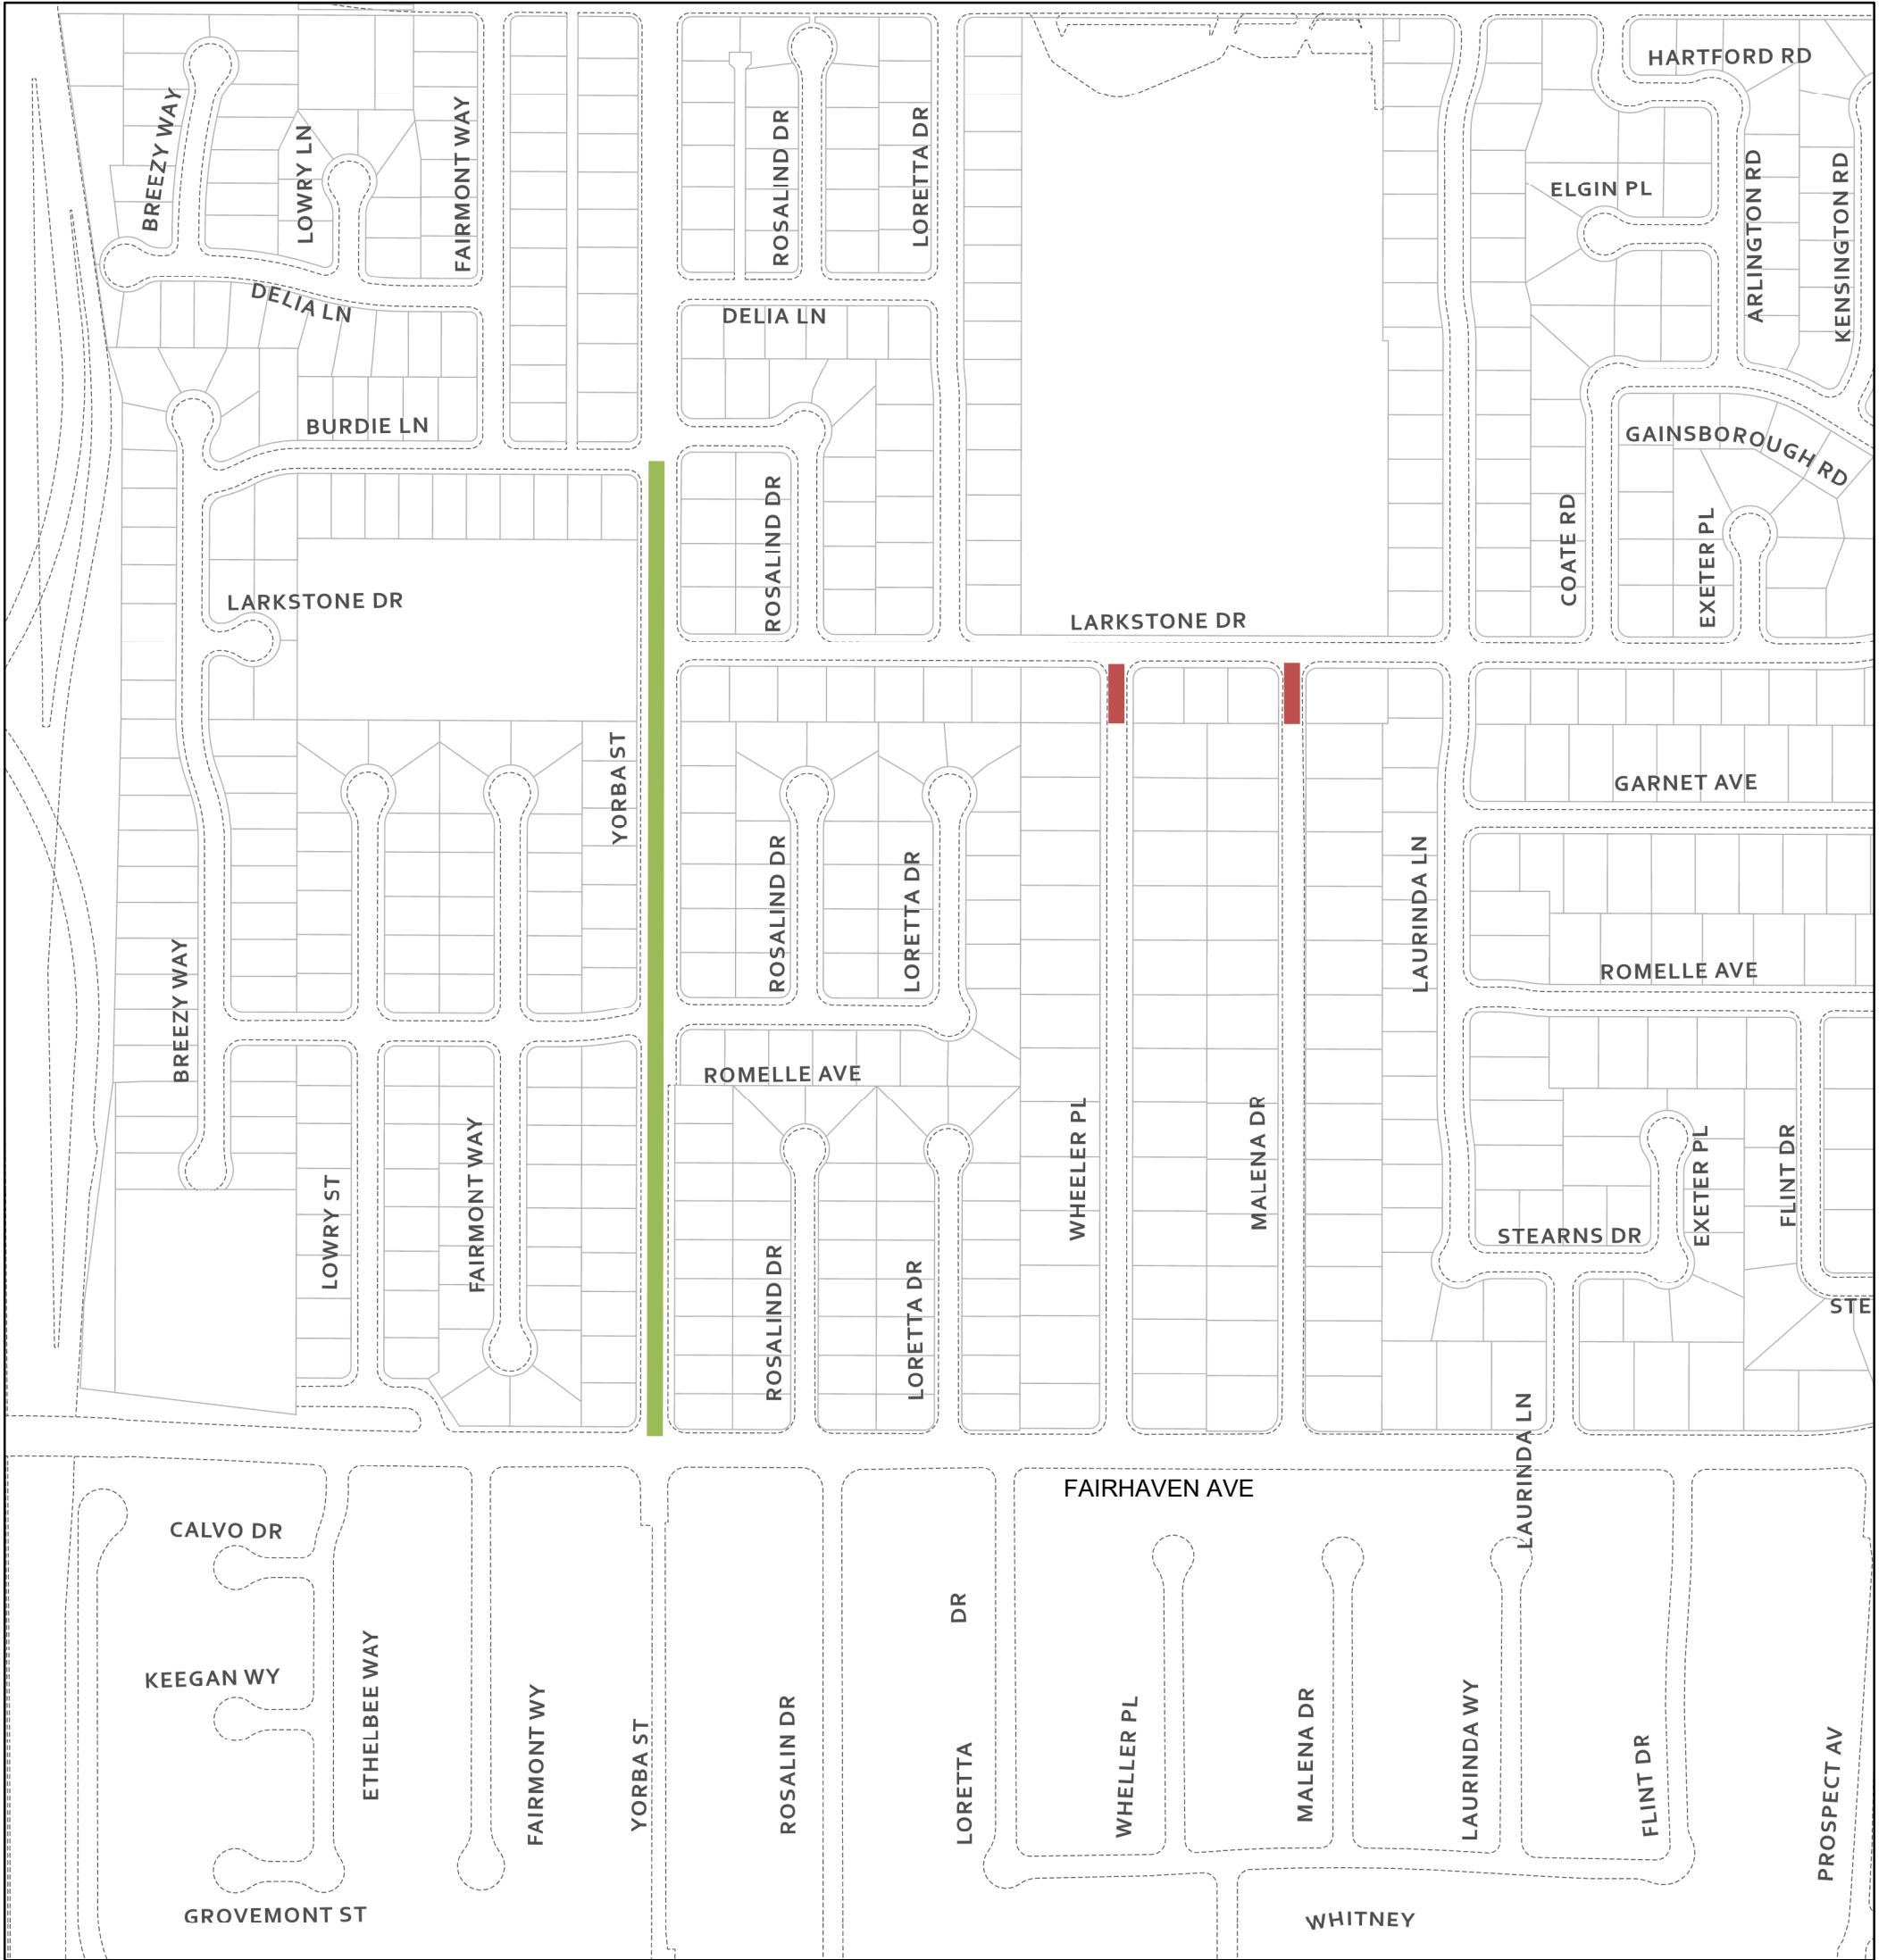 HARTFORD RD
BREEZY WAY
LOWRY LN
FAIRMONT WAY
ROSALIND DR
LORETTA DR
ELGIN PL
ARLINGTON RD
KENSINGTON RD
DELIA LN
DELIA LN
BURDIE LN
GAINSBOROUGH RD
ROSALIND DR
COATE RD
EXETER PL
LARKSTONE DR
LARKSTONE DR
YORBA ST
GARNET AVE
ROSALIND DR
LORETTA DR
LAURINDA LN
BREEZY WAY
ROMELLE AVE
ROMELLE AVE
WHEELER PL
MALENA DR
LOWRY ST
FAIRMONT WAY
EXETER PL
FLINT DR
STEARNS DR
ROSALIND DR
LORETTA DR
STE
LAURINDA LN
FAIRHAVEN AVE
CALVO DR
KEEGAN WY
ETHELBEE WAY
FAIRMONT WY
YORBA ST
ROSALIN DR
LORETTA DR
WHELLER PL
MALENA DR
LAURINDA WY
FLINT DR
PROSPECT AV
GROVEMONT ST
WHITNEY